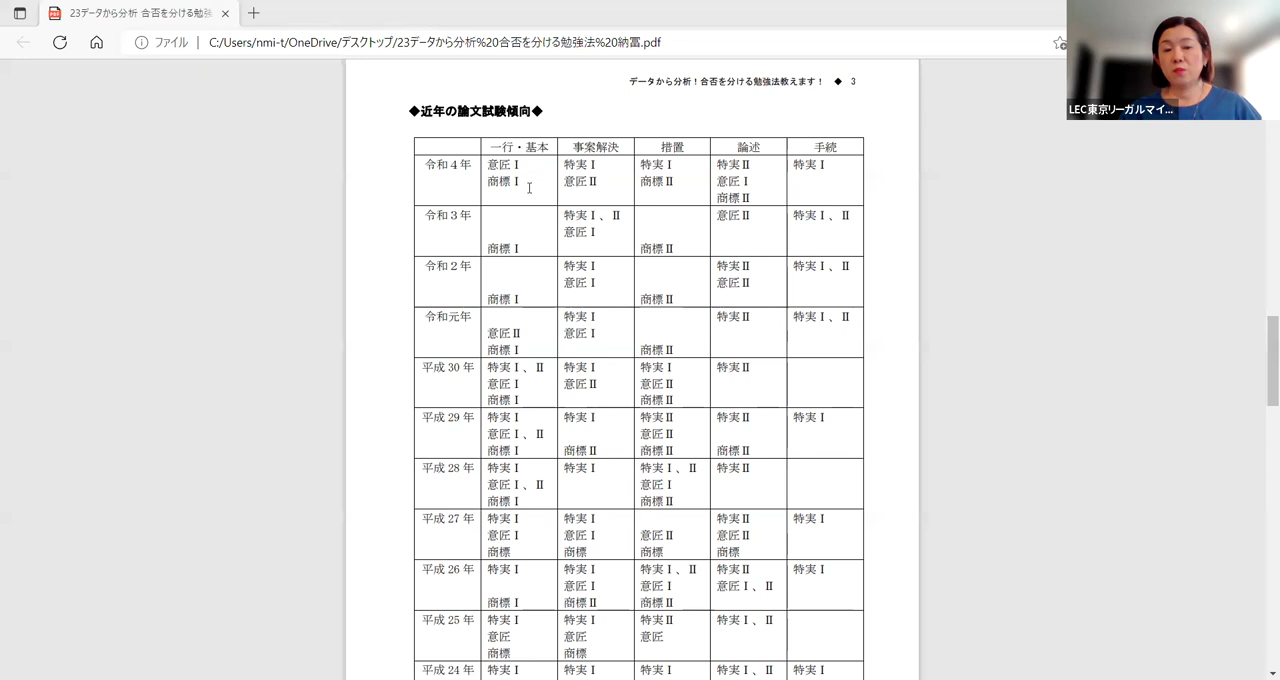 23データから分析 合否を分ける勉強
ファイル
C:/Users/nmi-t/OneDrive/デスクトップ/23データから分析%20合否を分ける勉強法%20納冨.pdf
LEC東京リーガルマイ...
データから分析！合否を分ける勉強法教えます！ ◆ 3
◆近年の論文試験傾向◆
一行・基本 事案解決 措置 論述 手続
令和４年 意匠Ⅰ 特実Ⅰ 特実Ⅰ 特実Ⅱ 特実Ⅰ
商標Ⅰ 意匠Ⅱ 商標Ⅱ 意匠Ⅰ
商標Ⅱ
令和３年 特実Ⅰ、Ⅱ 意匠Ⅱ 特実Ⅰ、Ⅱ
意匠Ⅰ
商標Ⅰ 商標Ⅱ
令和２年 特実Ⅰ 特実Ⅱ 特実Ⅰ、Ⅱ
意匠Ⅰ 意匠Ⅱ
商標Ⅰ 商標Ⅱ
令和元年 特実Ⅰ 特実Ⅱ 特実Ⅰ、Ⅱ
意匠Ⅱ 意匠Ⅰ
商標Ⅰ 商標Ⅱ
平成 30 年 特実Ⅰ、Ⅱ 特実Ⅰ 特実Ⅰ 特実Ⅱ
意匠Ⅰ 意匠Ⅱ 意匠Ⅱ
商標Ⅰ 商標Ⅱ
平成 29 年 特実Ⅰ 特実Ⅰ 特実Ⅱ 特実Ⅱ 特実Ⅰ
意匠Ⅰ、Ⅱ 意匠Ⅱ
商標Ⅰ 商標Ⅱ 商標Ⅱ 商標Ⅱ
平成 28 年 特実Ⅰ 特実Ⅰ 特実Ⅰ、Ⅱ 特実Ⅱ
意匠Ⅰ、Ⅱ 意匠Ⅰ
商標Ⅰ 商標Ⅱ
平成 27 年 特実Ⅰ 特実Ⅰ 特実Ⅱ 特実Ⅰ
意匠Ⅰ 意匠Ⅰ 意匠Ⅱ 意匠Ⅱ
商標 商標 商標 商標
平成 26 年 特実Ⅰ 特実Ⅰ 特実Ⅰ、Ⅱ 特実Ⅱ 特実Ⅰ
意匠Ⅰ 意匠Ⅰ 意匠Ⅰ、Ⅱ
商標Ⅰ 商標Ⅱ 商標Ⅱ
平成 25 年 特実Ⅰ 特実Ⅰ 特実Ⅱ 特実Ⅰ、Ⅱ
意匠 意匠 意匠
商標 商標
平成 24 年 特実Ⅰ 特実Ⅰ 特実Ⅰ 特実Ⅰ、Ⅱ 特実Ⅰ